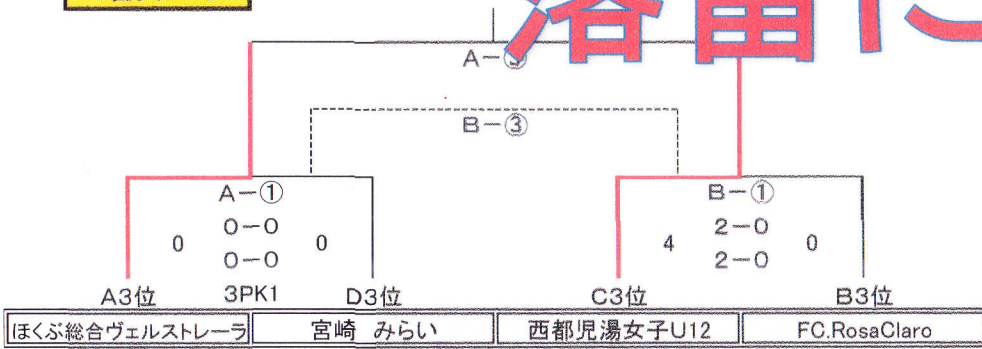 落雷に
A-③
B-③
A-① B-①
0 0-0 0 4 2-0 0
0-0 2-0
A3位 3PK1 D3位 C3位 B3位
ほくぶ総合ヴェルストレーラ 宮崎 みらい 西都児湯女子U12 FC.RosaClaro